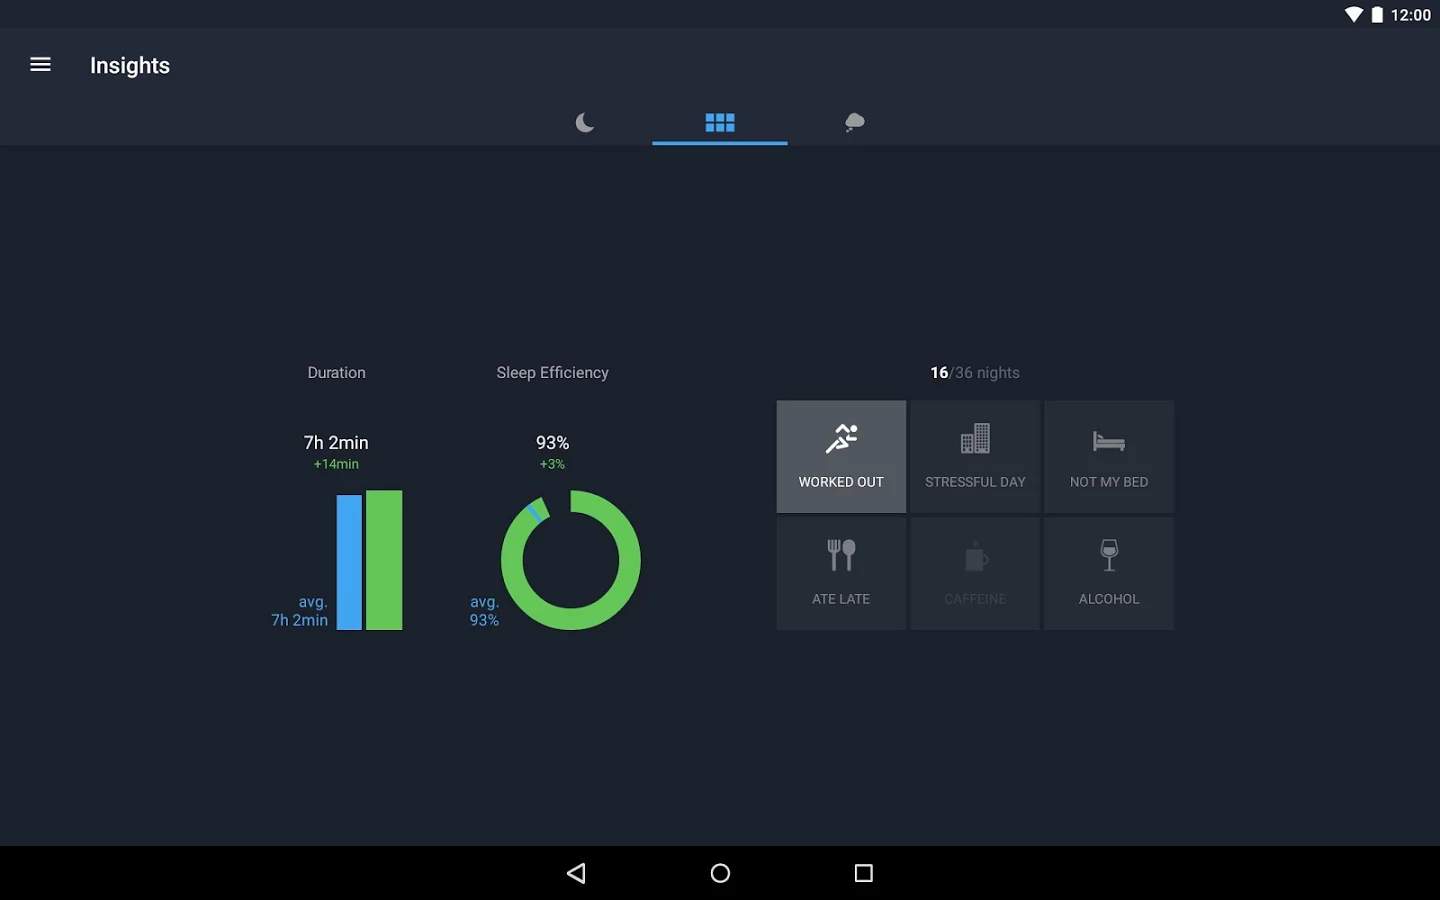 12:00
Insights
Duration
Sleep Efficiency
16/36 nights
7h 2min
+14min
93%
+3%
avg.
7h 2min
avg.
93%
WORKED OUT
STRESSFUL DAY
NOT MY BED
ATE LATE
CAFFEINE
ALCOHOL